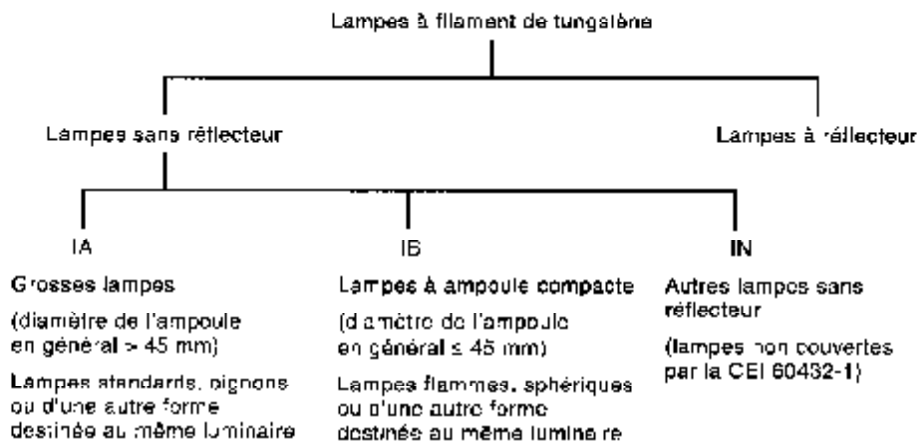 Lampes à filament de tungstène
Lampes sans réflecteur
Lampes à réflecteur
IA
IB
IN
Grosses lampes
(diamètre de l'ampoule
en général > 45 mm)
Lampes standards, oignons
ou d'une autre forme
destinée au même luminaire
Lampes à ampoule compacte
(diamètre de l'ampoule
en général ≤ 45 mm)
Lampes flammes, sphériques
ou d'une autre forme
destinée au même luminaire
Autres lampes sans
réflecteur
(lampes non couvertes
par la CEI 60432-1)